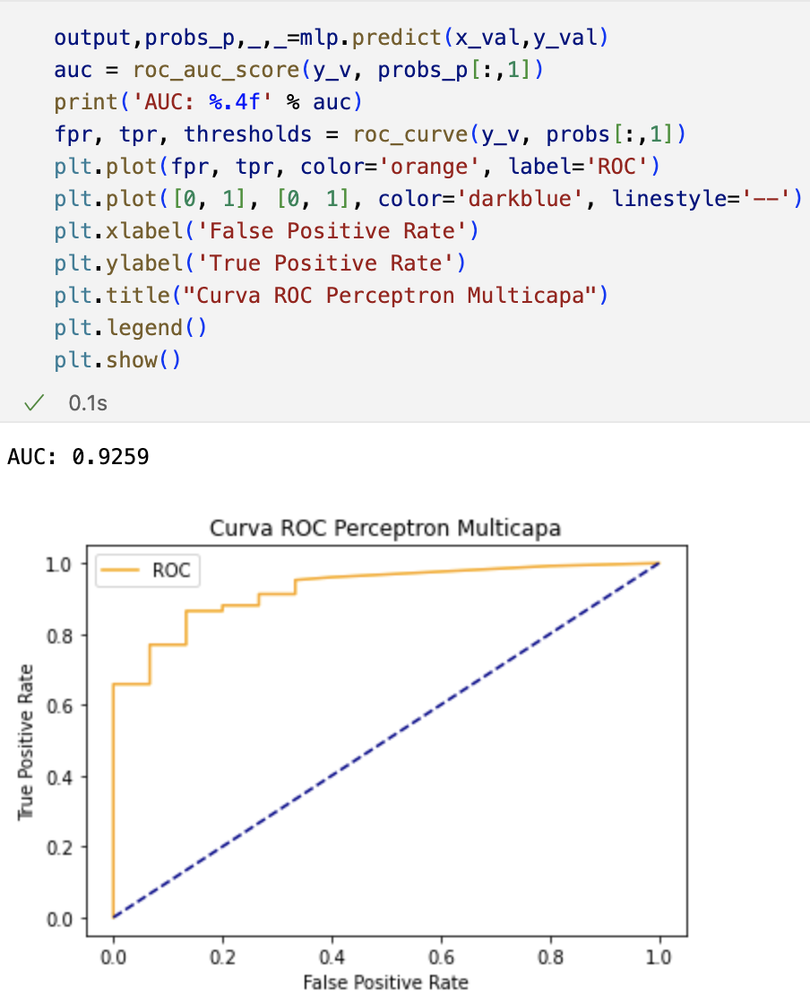 output,probs_p,_,_=mlp.predict(x_val,y_val)
auc = roc_auc_score(y_v, probs_p[:,1])
print('AUC: %.4f' % auc)
fpr, tpr, thresholds = roc_curve(y_v, probs[:,1])
plt.plot(fpr, tpr, color='orange', label='ROC')
plt.plot([0, 1], [0, 1], color='darkblue', linestyle='--')
plt.xlabel('False Positive Rate')
plt.ylabel('True Positive Rate')
plt.title("Curva ROC Perceptron Multicapa")
plt.legend()
plt.show()
✓ 0.1s
AUC: 0.9259
Curva ROC Perceptron Multicapa
ROC
True Positive Rate
1.0
0.8
0.6
0.4
0.2
0.0
0.0 0.2 0.4 0.6 0.8 1.0
False Positive Rate